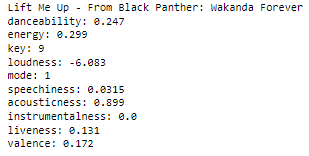 Lift Me Up - From Black Panther: Wakanda Forever
danceability: 0.247
energy: 0.299
key: 9
loudness: -6.083
mode: 1
speechiness: 0.0315
acousticness: 0.899
instrumentalness: 0.0
liveness: 0.131
valence: 0.172